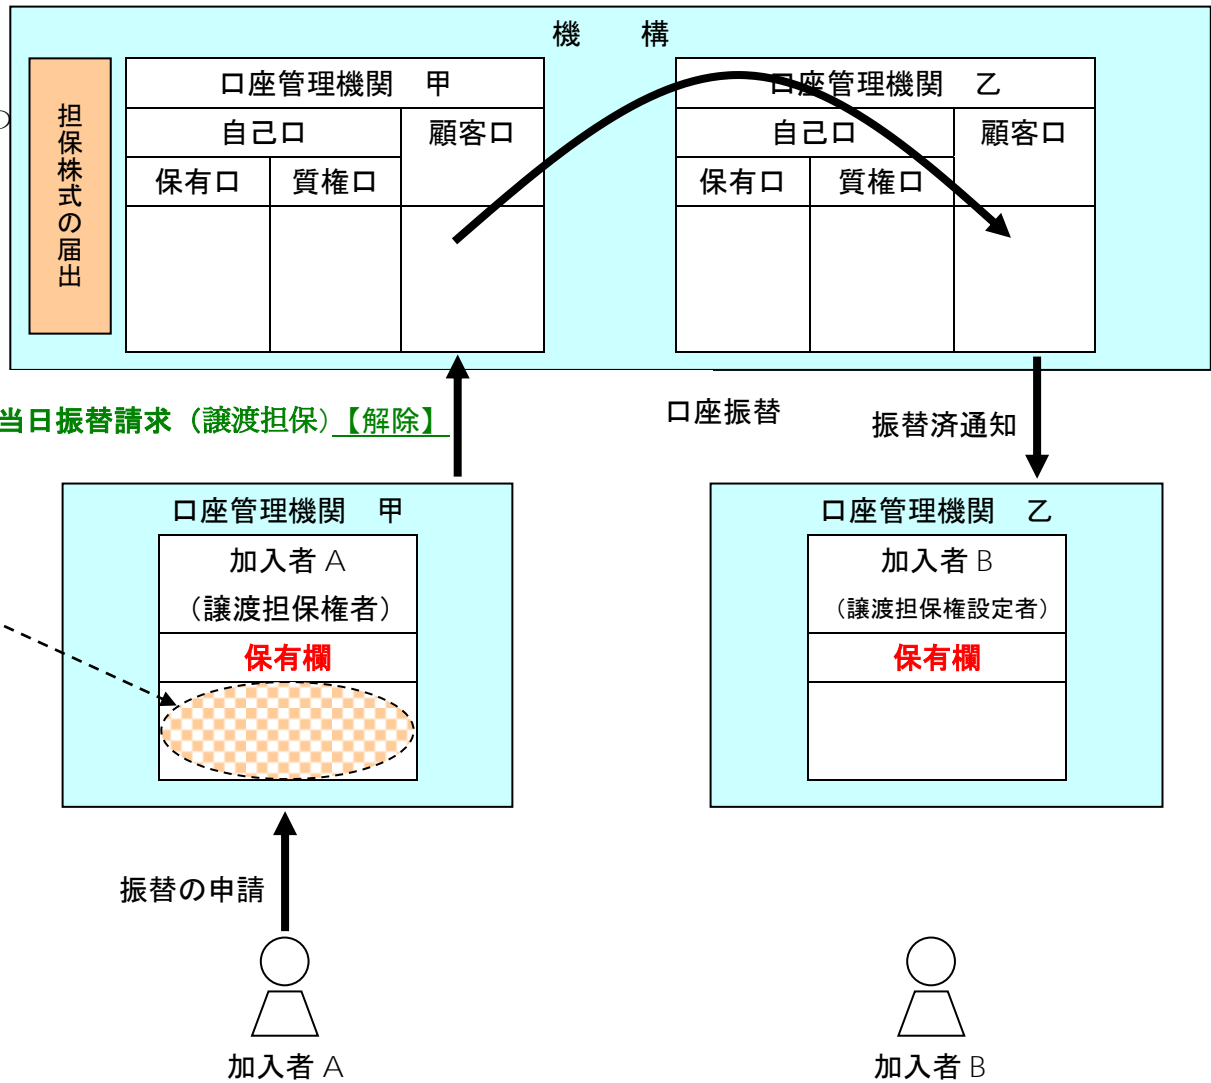 機 構
担保株式の届出
口座管理機関 甲
自己口
顧客口
保有口
質権口
口座管理機関 乙
自己口
顧客口
保有口
質権口
当日振替請求（譲渡担保）【解除】
口座振替
振替済通知
口座管理機関 甲
加入者 A
（譲渡担保権者）
保有欄
口座管理機関 乙
加入者 B
（譲渡担保権設定者）
保有欄
振替の申請
加入者 A
加入者 B